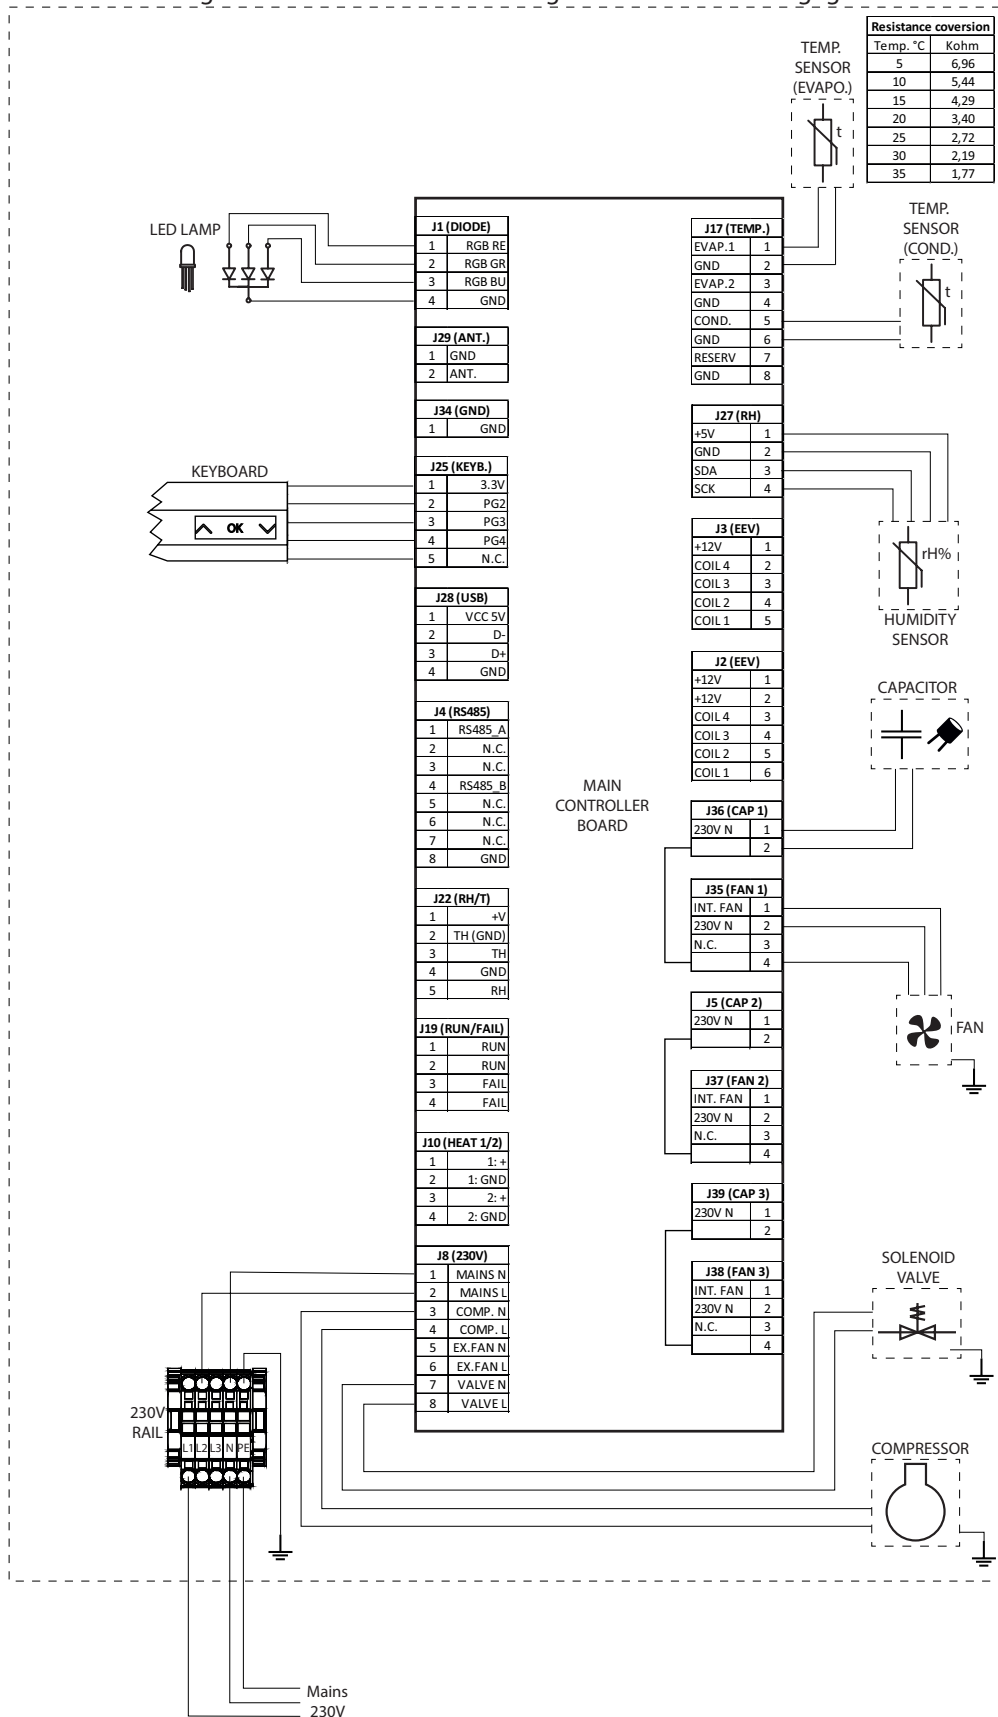 Resistance coversion
Temp. °C Kohm
5 6,96
10 5,44
15 4,29
20 3,40
25 2,72
30 2,19
35 1,77
TEMP.
SENSOR
(EVAPO.)
t
TEMP.
SENSOR
(COND.)
t
LED LAMP
J1 (DIODE)
1 RGB RE
2 RGB GR
3 RGB BU
4 GND
J29 (ANT.)
1 GND
2 ANT.
J34 (GND)
1 GND
KEYBOARD
OK
J25 (KEYB.)
1 3.3V
2 PG2
3 PG3
4 PG4
5 N.C.
J28 (USB)
1 VCC 5V
2 D-
3 D+
4 GND
J4 (RS485)
1 RS485_A
2 N.C.
3 N.C.
4 RS485_B
5 N.C.
6 N.C.
7 N.C.
8 GND
J22 (RH/T)
1 +V
2 TH (GND)
3 TH
4 GND
5 RH
J19 (RUN/FAIL)
1 RUN
2 RUN
3 FAIL
4 FAIL
J10 (HEAT 1/2)
1 1: +
2 1: GND
3 2: +
4 2: GND
J8 (230V)
1 MAINS N
2 MAINS L
3 COMP. N
4 COMP. L
5 EX.FAN N
6 EX.FAN L
7 VALVE N
8 VALVE L
MAIN
CONTROLLER
BOARD
J17 (TEMP.)
EVAP.1 1
GND 2
EVAP.2 3
GND 4
COND. 5
GND 6
RESERV 7
GND 8
J27 (RH)
+5V 1
GND 2
SDA 3
SCK 4
rH%
HUMIDITY
SENSOR
J3 (EEV)
+12V 1
COIL 4 2
COIL 3 3
COIL 2 4
COIL 1 5
J2 (EEV)
+12V 1
+12V 2
COIL 4 3
COIL 3 4
COIL 2 5
COIL 1 6
CAPACITOR
J36 (CAP 1)
230V N 1
2
J35 (FAN 1)
INT. FAN 1
230V N 2
N.C. 3
4
FAN
J5 (CAP 2)
230V N 1
2
J37 (FAN 2)
INT. FAN 1
230V N 2
N.C. 3
4
J39 (CAP 3)
230V N 1
2
J38 (FAN 3)
INT. FAN 1
230V N 2
N.C. 3
4
SOLENOID
VALVE
COMPRESSOR
230V
RAIL
L1 L2 L3 N PE
Mains
230V